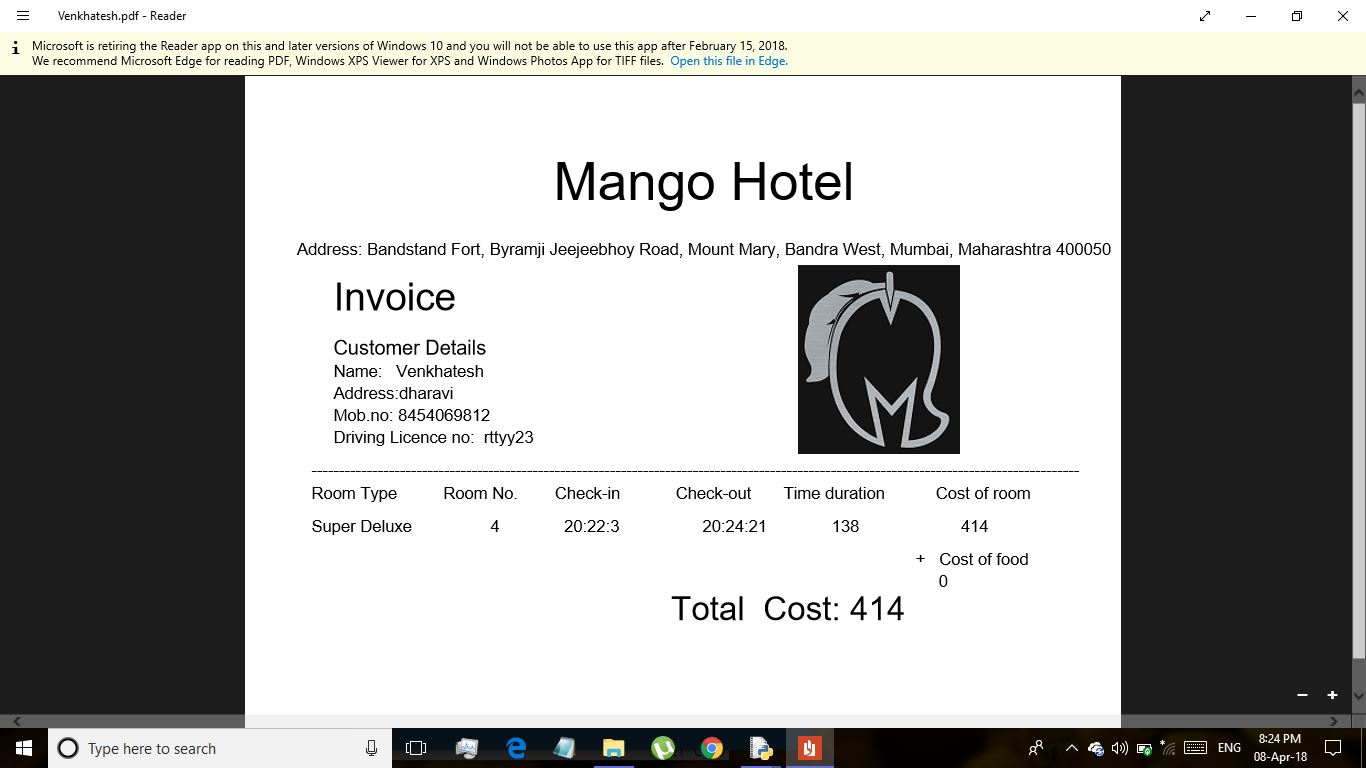 Venkhatesh.pdf - Reader
Microsoft is retiring the Reader app on this and later versions of Windows 10 and you will not be able to use this app after February 15, 2018.
We recommend Microsoft Edge for reading PDF, Windows XPS Viewer for XPS and Windows Photos App for TIFF files. Open this file in Edge.
Mango Hotel
Address: Bandstand Fort, Byramji Jeejeebhoy Road, Mount Mary, Bandra West, Mumbai, Maharashtra 400050
Invoice
Customer Details
Name: Venkhatesh
Address:dharavi
Mob.no: 8454069812
Driving Licence no: rttyy23
Room Type Room No. Check-in Check-out Time duration Cost of room
Super Deluxe 4 20:22:3 20:24:21 138 414
+ Cost of food
0
Total Cost: 414
Type here to search
ENG
8:24 PM
08-Apr-18